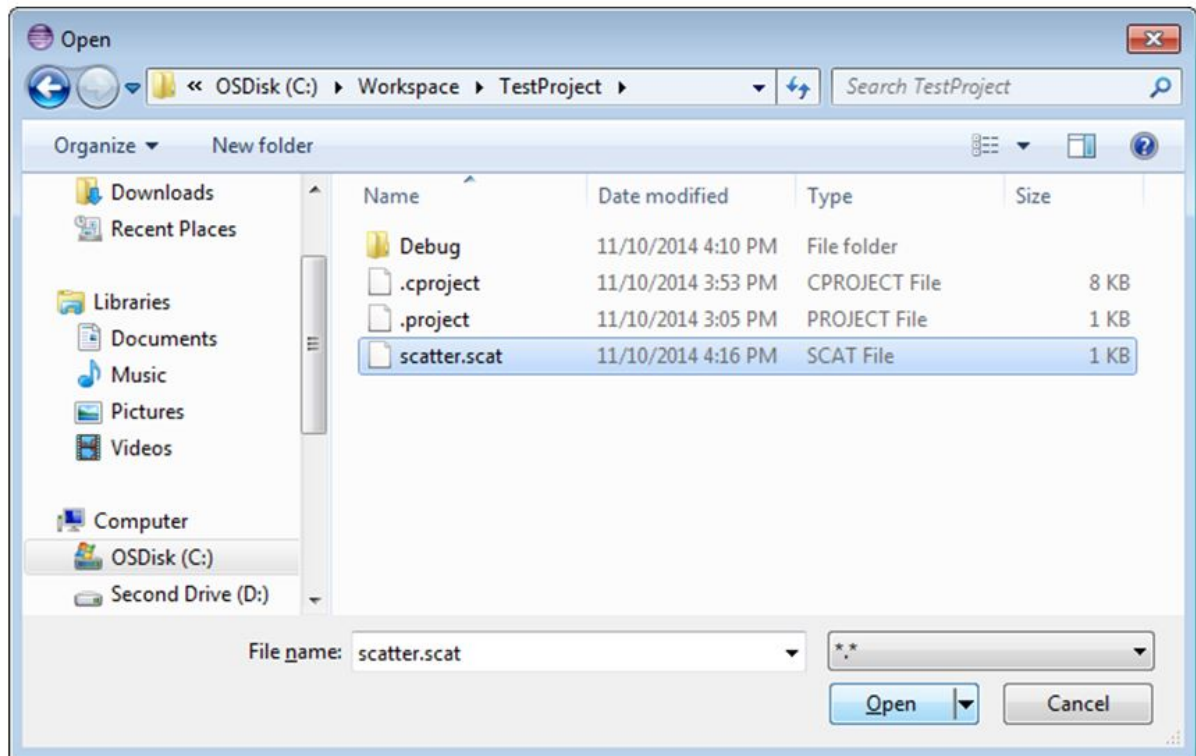 Open
« OSDisk (C:) Workspace TestProject Search TestProject
Organize New folder
Downloads
Recent Places
Libraries
Documents
Music
Pictures
Videos
Computer
OSDisk (C:)
Second Drive (D:)
Name Date modified Type Size
Debug 11/10/2014 4:10 PM File folder
.cproject 11/10/2014 3:53 PM CPROJECT File 8 KB
.project 11/10/2014 3:05 PM PROJECT File 1 KB
scatter.scat 11/10/2014 4:16 PM SCAT File 1 KB
File name: scatter.scat *.*
Open Cancel